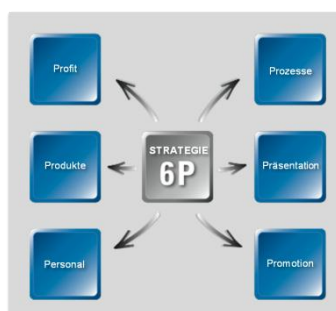 Profit
Prozesse
STRATEGIE
6P
Produkte
Präsentation
Personal
Promotion